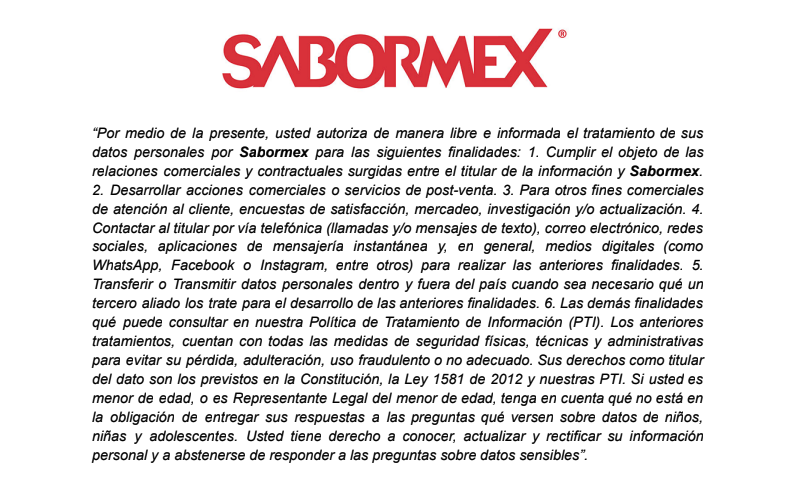 SABORMEX®
“Por medio de la presente, usted autoriza de manera libre e informada el tratamiento de sus
datos personales por Sabormex para las siguientes finalidades: 1. Cumplir el objeto de las
relaciones comerciales y contractuales surgidas entre el titular de la información y Sabormex.
2. Desarrollar acciones comerciales o servicios de post-venta. 3. Para otros fines comerciales
de atención al cliente, encuestas de satisfacción, mercadeo, investigación y/o actualización. 4.
Contactar al titular por vía telefónica (llamadas y/o mensajes de texto), correo electrónico, redes
sociales, aplicaciones de mensajería instantánea y, en general, medios digitales (como
WhatsApp, Facebook o Instagram, entre otros) para realizar las anteriores finalidades. 5.
Transferir o Transmitir datos personales dentro y fuera del país cuando sea necesario qué un
tercero aliado los trate para el desarrollo de las anteriores finalidades. 6. Las demás finalidades
qué puede consultar en nuestra Política de Tratamiento de Información (PTI). Los anteriores
tratamientos, cuentan con todas las medidas de seguridad físicas, técnicas y administrativas
para evitar su pérdida, adulteración, uso fraudulento o no adecuado. Sus derechos como titular
del dato son los previstos en la Constitución, la Ley 1581 de 2012 y nuestras PTI. Si usted es
menor de edad, o es Representante Legal del menor de edad, tenga en cuenta qué no está en
la obligación de entregar sus respuestas a las preguntas qué versen sobre datos de niños,
niñas y adolescentes. Usted tiene derecho a conocer, actualizar y rectificar su información
personal y a abstenerse de responder a las preguntas sobre datos sensibles”.